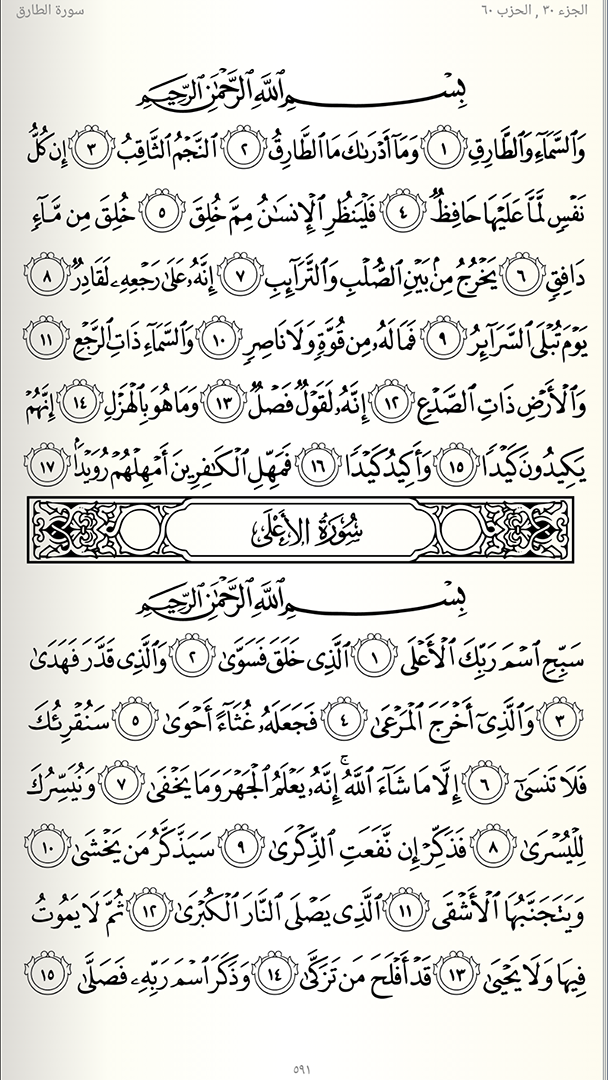 الجزء ٣٠ , الحزب ٦٠
سورة الطارق
بِسْمِ ٱللَّهِ ٱلرَّحْمَٰنِ ٱلرَّحِيمِ
وَٱلسَّمَآءِ وَٱلطَّارِقِ ١ وَمَآ أَدْرَىٰكَ مَا ٱلطَّارِقُ ٢ ٱلنَّجْمُ ٱلثَّاقِبُ ٣ إِن كُلُّ
نَفْسٍ لَّمَّا عَلَيْهَا حَافِظٌ ٤ فَلْيَنظُرِ ٱلْإِنسَٰنُ مِمَّ خُلِقَ ٥ خُلِقَ مِن مَّآءٍ
دَافِقٍ ٦ يَخْرُجُ مِنۢ بَيْنِ ٱلصُّلْبِ وَٱلتَّرَآئِبِ ٧ إِنَّهُۥ عَلَىٰ رَجْعِهِۦ لَقَادِرٌ ٨
يَوْمَ تُبْلَى ٱلسَّرَآئِرُ ٩ فَمَا لَهُۥ مِن قُوَّةٍ وَلَا نَاصِرٍ ١٠ وَٱلسَّمَآءِ ذَاتِ ٱلرَّجْعِ ١١
وَٱلْأَرْضِ ذَاتِ ٱلصَّدْعِ ١٢ إِنَّهُۥ لَقَوْلٌ فَصْلٌ ١٣ وَمَا هُوَ بِٱلْهَزْلِ ١٤ إِنَّهُمْ
يَكِيدُونَ كَيْدًا ١٥ وَأَكِيدُ كَيْدًا ١٦ فَمَهِّلِ ٱلْكَٰفِرِينَ أَمْهِلْهُمْ رُوَيْدًۢا ١٧
سُورَةُ الأَعْلَىٰ
بِسْمِ ٱللَّهِ ٱلرَّحْمَٰنِ ٱلرَّحِيمِ
سَبِّحِ ٱسْمَ رَبِّكَ ٱلْأَعْلَى ١ ٱلَّذِى خَلَقَ فَسَوَّىٰ ٢ وَٱلَّذِى قَدَّرَ فَهَدَىٰ
٣ وَٱلَّذِىٓ أَخْرَجَ ٱلْمَرْعَىٰ ٤ فَجَعَلَهُۥ غُثَآءً أَحْوَىٰ ٥ سَنُقْرِئُكَ
فَلَا تَنسَىٰٓ ٦ إِلَّا مَا شَآءَ ٱللَّهُ ۚ إِنَّهُۥ يَعْلَمُ ٱلْجَهْرَ وَمَا يَخْفَىٰ ٧ وَنُيَسِّرُكَ
لِلْيُسْرَىٰ ٨ فَذَكِّرْ إِن نَّفَعَتِ ٱلذِّكْرَىٰ ٩ سَيَذَّكَّرُ مَن يَخْشَىٰ ١٠
وَيَتَجَنَّبُهَا ٱلْأَشْقَى ١١ ٱلَّذِى يَصْلَى ٱلنَّارَ ٱلْكُبْرَىٰ ١٢ ثُمَّ لَا يَمُوتُ
فِيهَا وَلَا يَحْيَىٰ ١٣ قَدْ أَفْلَحَ مَن تَزَكَّىٰ ١٤ وَذَكَرَ ٱسْمَ رَبِّهِۦ فَصَلَّىٰ ١٥
٥٩١